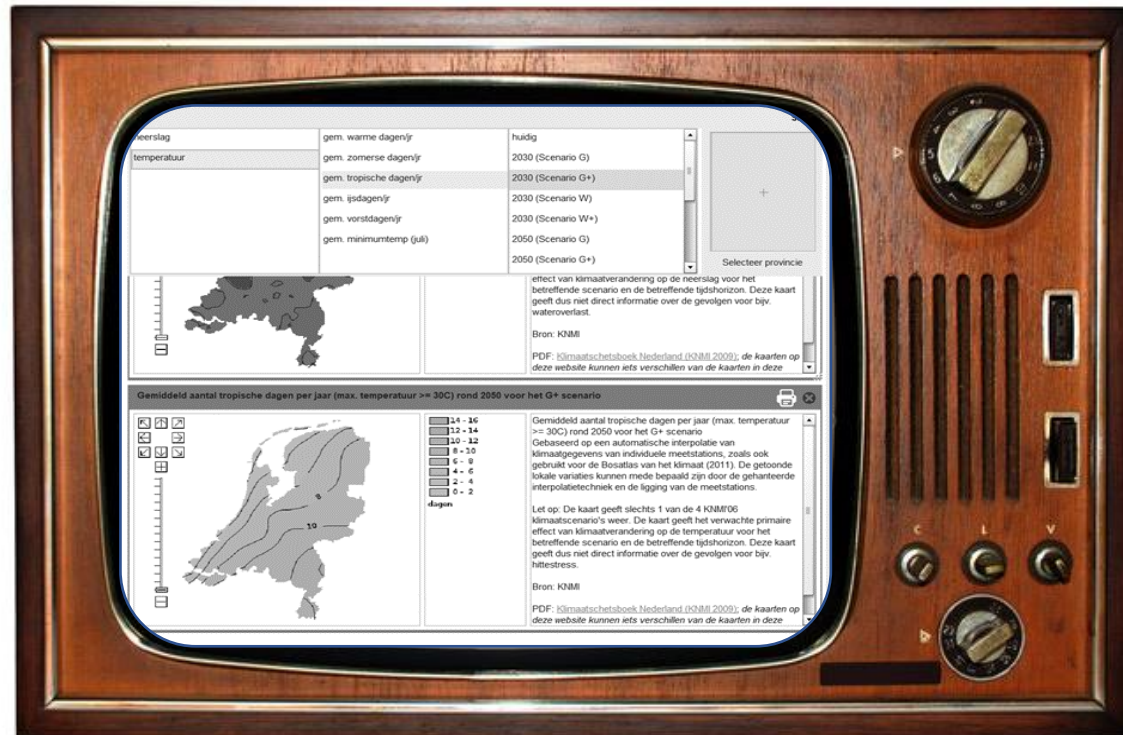 neerslag
temperatuur
gem. warme dagen/jr
gem. zomerse dagen/jr
gem. tropische dagen/jr
gem. ijsdagen/jr
gem. vorstdagen/jr
gem. minimumtemp (juli)
huidig
2030 (Scenario G)
2030 (Scenario G+)
2030 (Scenario W)
2030 (Scenario W+)
2050 (Scenario G)
2050 (Scenario G+)
Selecteer provincie
effect van klimaatverandering op de neerslag voor het
betreffende scenario en de betreffende tijdshorizon. Deze kaart
geeft dus niet direct informatie over de gevolgen voor bijv.
wateroverlast.
Bron: KNMI
PDF: Klimaatschetsboek Nederland (KNMI 2009); de kaarten op
deze website kunnen iets verschillen van de kaarten in deze
Gemiddeld aantal tropische dagen per jaar (max. temperatuur >= 30C) rond 2050 voor het G+ scenario
8
10
14 - 16
12 - 14
10 - 12
8 - 10
6 - 8
4 - 6
2 - 4
0 - 2
dagen
Gemiddeld aantal tropische dagen per jaar (max. temperatuur
>= 30C) rond 2050 voor het G+ scenario
Gebaseerd op een automatische interpolatie van
klimaatgegevens van individuele meetstations, zoals ook
gebruikt voor de Bosatlas van het klimaat (2011). De getoonde
lokale variaties kunnen mede bepaald zijn door de gehanteerde
interpolatietechniek en de ligging van de meetstations.
Let op: De kaart geeft slechts 1 van de 4 KNMI'06
klimaatscenario's weer. De kaart geeft het verwachte primaire
effect van klimaatverandering op de temperatuur voor het
betreffende scenario en de betreffende tijdshorizon. Deze kaart
geeft dus niet direct informatie over de gevolgen voor bijv.
hittestress.
Bron: KNMI
PDF: Klimaatschetsboek Nederland (KNMI 2009); de kaarten op
deze website kunnen iets verschillen van de kaarten in deze
C L V